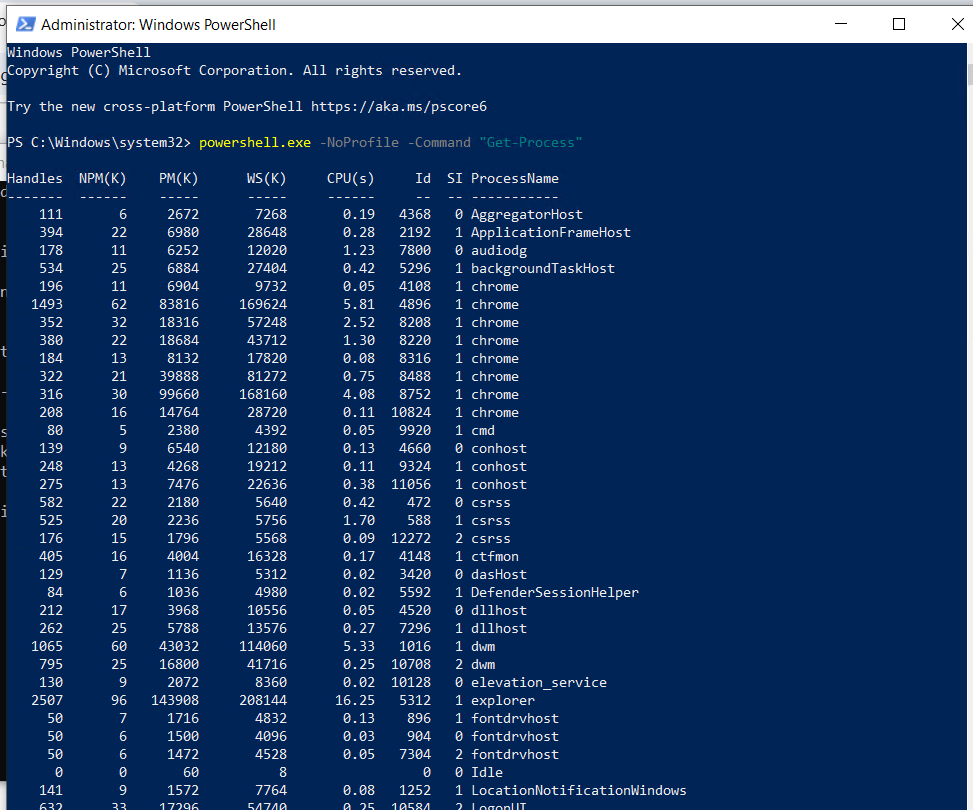 Administrator: Windows PowerShell
Windows PowerShell
Copyright (C) Microsoft Corporation. All rights reserved.
Try the new cross-platform PowerShell https://aka.ms/pscore6
PS C:\Windows\system32> powershell.exe -NoProfile -Command "Get-Process"
Handles  NPM(K)    PM(K)      WS(K)     CPU(s)     Id  SI ProcessName
-------  ------    -----      -----     ------     --  -- -----------
    111       6     2672       7268       0.19   4368   0 AggregatorHost
    394      22     6980      28648       0.28   2192   1 ApplicationFrameHost
    178      11     6252      12020       1.23   7800   0 audiodg
    534      25     6884      27404       0.42   5296   1 backgroundTaskHost
    196      11     6904       9732       0.05   4108   1 chrome
   1493      62    83816     169624       5.81   4896   1 chrome
    352      32    18316      57248       2.52   8208   1 chrome
    380      22    18684      43712       1.30   8220   1 chrome
    184      13     8132      17820       0.08   8316   1 chrome
    322      21    39888      81272       0.75   8488   1 chrome
    316      30    99660     168160       4.08   8752   1 chrome
    208      16    14764      28720       0.11  10824   1 chrome
     80       5     2380       4392       0.05   9920   1 cmd
    139       9     6540      12180       0.13   4660   0 conhost
    248      13     4268      19212       0.11   9324   1 conhost
    275      13     7476      22636       0.38  11056   1 conhost
    582      22     2180       5640       0.42    472   0 csrss
    525      20     2236       5756       1.70    588   1 csrss
    176      15     1796       5568       0.09  12272   2 csrss
    405      16     4004      16328       0.17   4148   1 ctfmon
    129       7     1136       5312       0.02   3420   0 dasHost
     84       6     1036       4980       0.02   5592   1 DefenderSessionHelper
    212      17     3968      10556       0.05   4520   0 dllhost
    262      25     5788      13576       0.27   7296   1 dllhost
   1065      60    43032     114060       5.33   1016   1 dwm
    795      25    16800      41716       0.25  10708   2 dwm
    130       9     2072       8360       0.02  10128   0 elevation_service
   2507      96   143908     208144      16.25   5312   1 explorer
     50       7     1716       4832       0.13    896   1 fontdrvhost
     50       6     1500       4096       0.03    904   0 fontdrvhost
     50       6     1472       4528       0.05   7304   2 fontdrvhost
      0       0       60          8                 0   0 Idle
    141       9     1572       7764       0.08   1252   1 LocationNotificationWindows
    632      33    17296      54740       0.25  10584   2 LogonUI